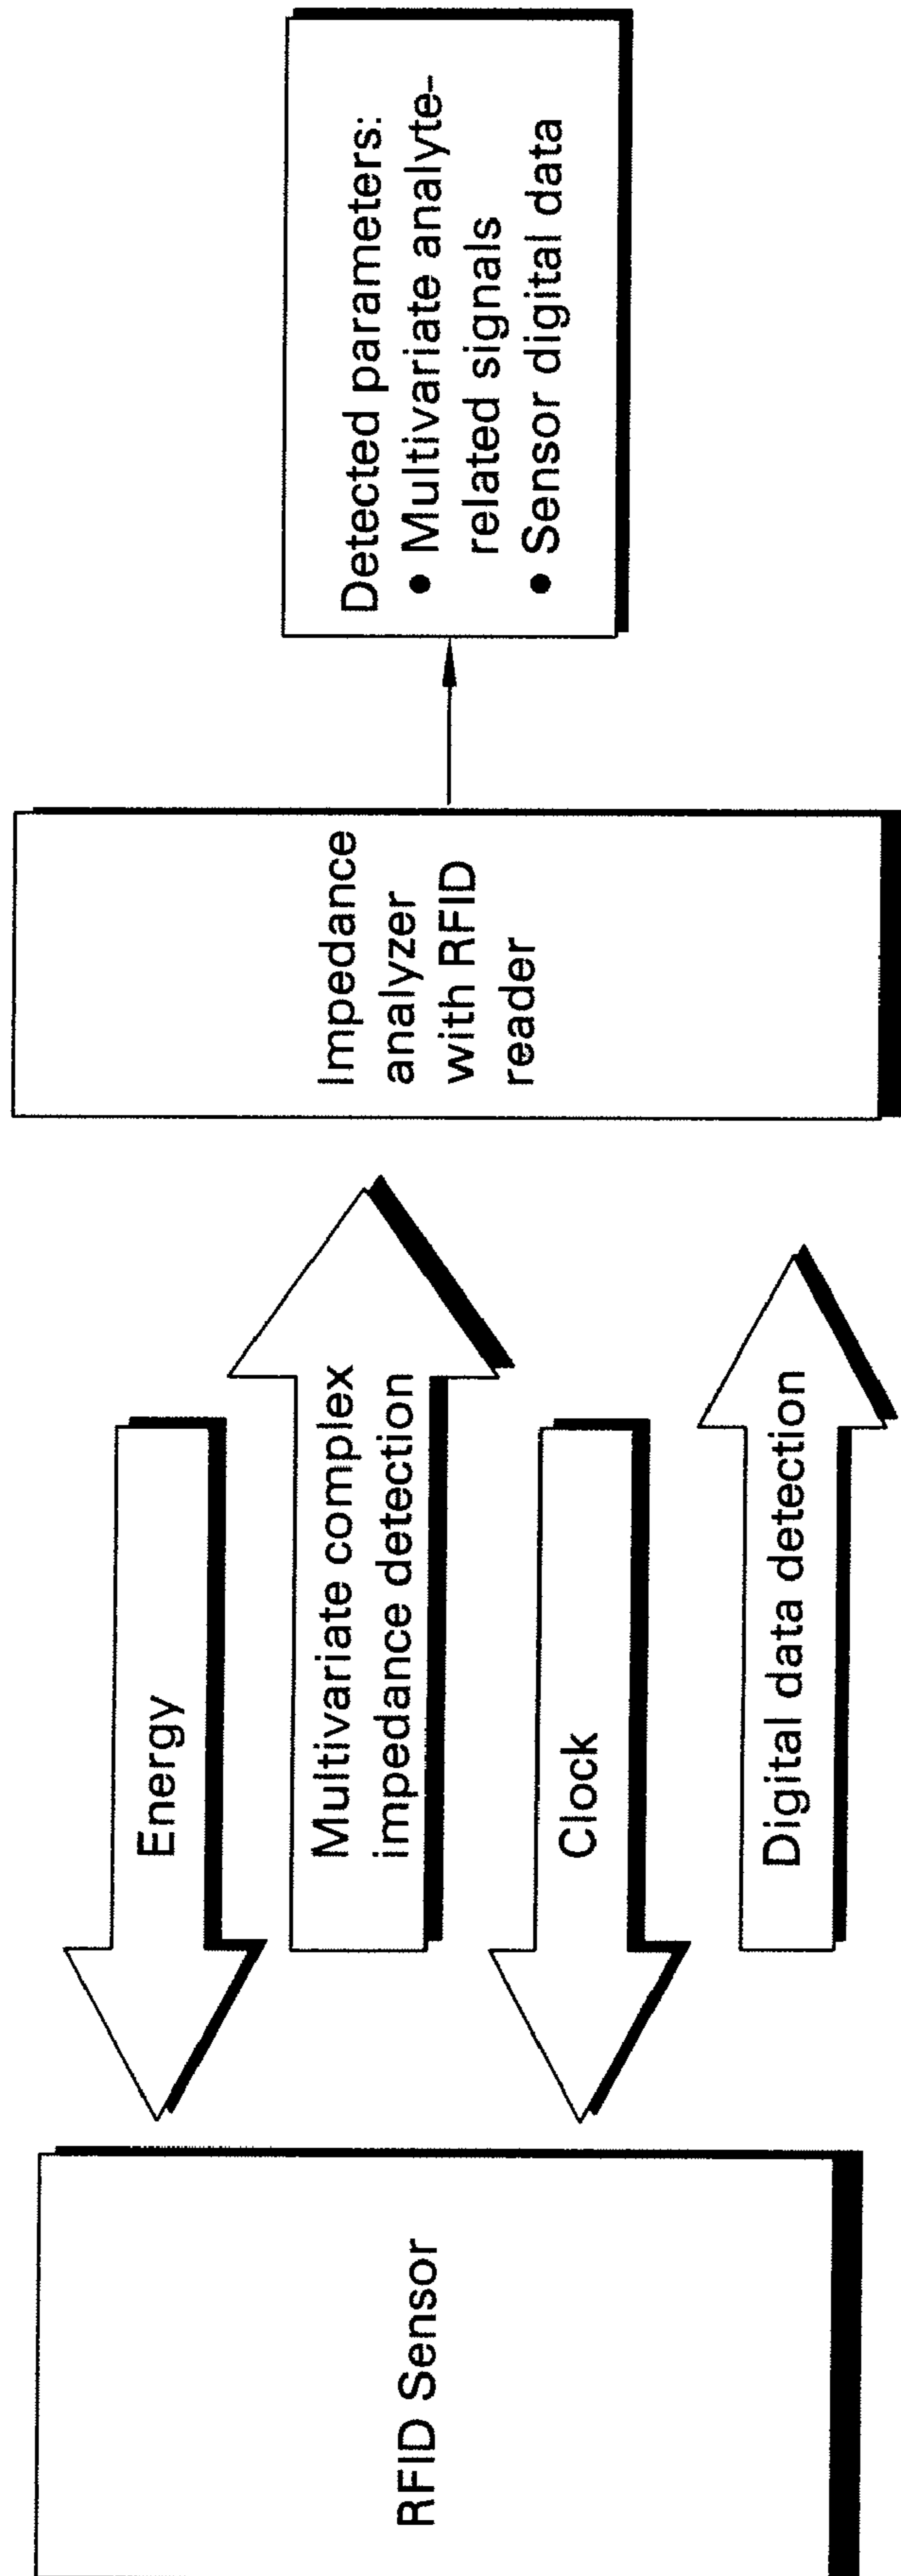 RFID Sensor
Energy
Multivariate complex
impedance detection
Clock
Digital data detection
Impedance
analyzer
with RFID
reader
Detected parameters:
• Multivariate analyte-
related signals
• Sensor digital data